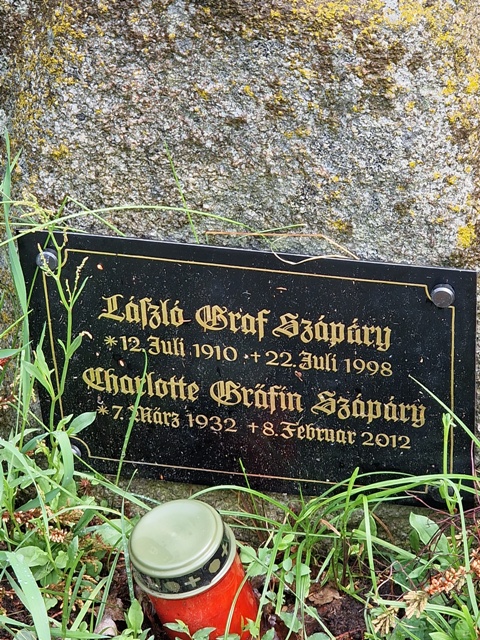 László Graf Szápáry
*12. Juli 1910 + 22. Juli 1998
Charlotte Gräfin Szápáry
*7. März 1932 +8. Februar 2012